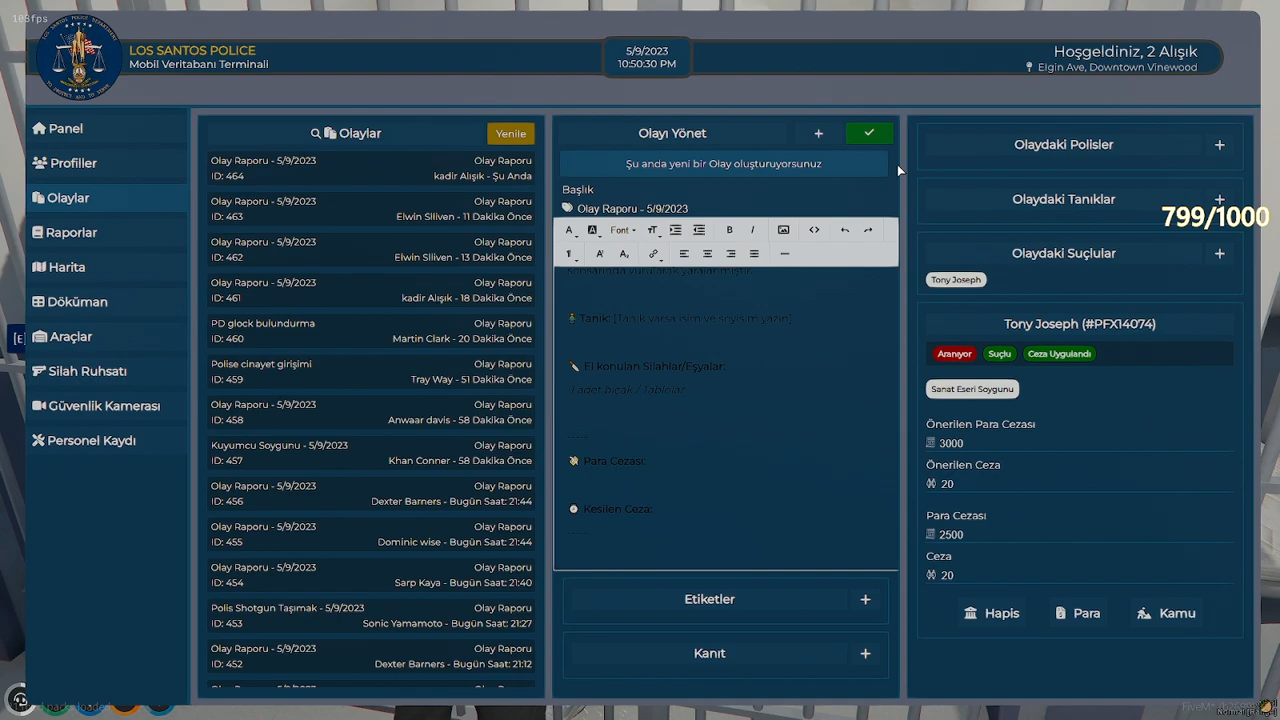 108fps
LOS SANTOS POLICE
Mobil Veritabanı Terminali
5/9/2023
10:50:30 PM
Hoşgeldiniz, 2 Alışık
Elgin Ave, Downtown Vinewood
Panel
Profiller
Olaylar
Raporlar
Harita
Döküman
Araçlar
Silah Ruhsatı
Güvenlik Kamerası
Personel Kaydı
[E]
Olaylar
Yenile
Olay Raporu - 5/9/2023 Olay Raporu
ID: 464 kadir Alışık - Şu Anda
Olay Raporu - 5/9/2023 Olay Raporu
ID: 463 Elwin Sliven - 11 Dakika Önce
Olay Raporu - 5/9/2023 Olay Raporu
ID: 462 Elwin Slliven - 13 Dakika Önce
Olay Raporu - 5/9/2023 Olay Raporu
ID: 461 kadir Alışık - 18 Dakika Önce
PD glock bulundurma Olay Raporu
ID: 460 Martin Clark - 20 Dakika Önce
Polise cinayet girişimi Olay Raporu
ID: 459 Tray Way - 51 Dakika Önce
Olay Raporu - 5/9/2023 Olay Raporu
ID: 458 Anwaar davis - 58 Dakika Önce
Kuyumcu Soygunu - 5/9/2023 Olay Raporu
ID: 457 Khan Conner - 58 Dakika Önce
Olay Raporu - 5/9/2023 Olay Raporu
ID: 456 Dexter Barners - Bugün Saat: 21:44
Olay Raporu - 5/9/2023 Olay Raporu
ID: 455 Dominic wise - Bugün Saat: 21:44
Olay Raporu - 5/9/2023 Olay Raporu
ID: 454 Sarp Kaya - Bugün Saat: 21:40
Polis Shotgun Taşımak - 5/9/2023 Olay Raporu
ID: 453 Sonic Yamamoto - Bugün Saat: 21:27
Olay Raporu - 5/9/2023 Olay Raporu
ID: 452 Dexter Barners - Bugün Saat: 21:12
Olayı Yönet
Şu anda yeni bir Olay oluşturuyorsunuz
Başlık
Olay Raporu - 5/9/2023
Font
B I
vurularak yaralanmıştır.
Tanık: [Tanık varsa isim ve soyisim yazın]
El konulan Silahlar/Eşyalar:
1 adet bıçak / Tablolar
-----
Para Cezası:
Kesilen Ceza:
-----
Etiketler
Kanıt
Olaydaki Polisler
Olaydaki Tanıklar
799/1000
Olaydaki Suçlular
Tony Joseph
Tony Joseph (#PFX14074)
Aranıyor Suçlu Ceza Uygulandı
Sanat Eseri Soygunu
Önerilen Para Cezası
3000
Önerilen Ceza
20
Para Cezası
2500
Ceza
20
Hapis Para Kamu